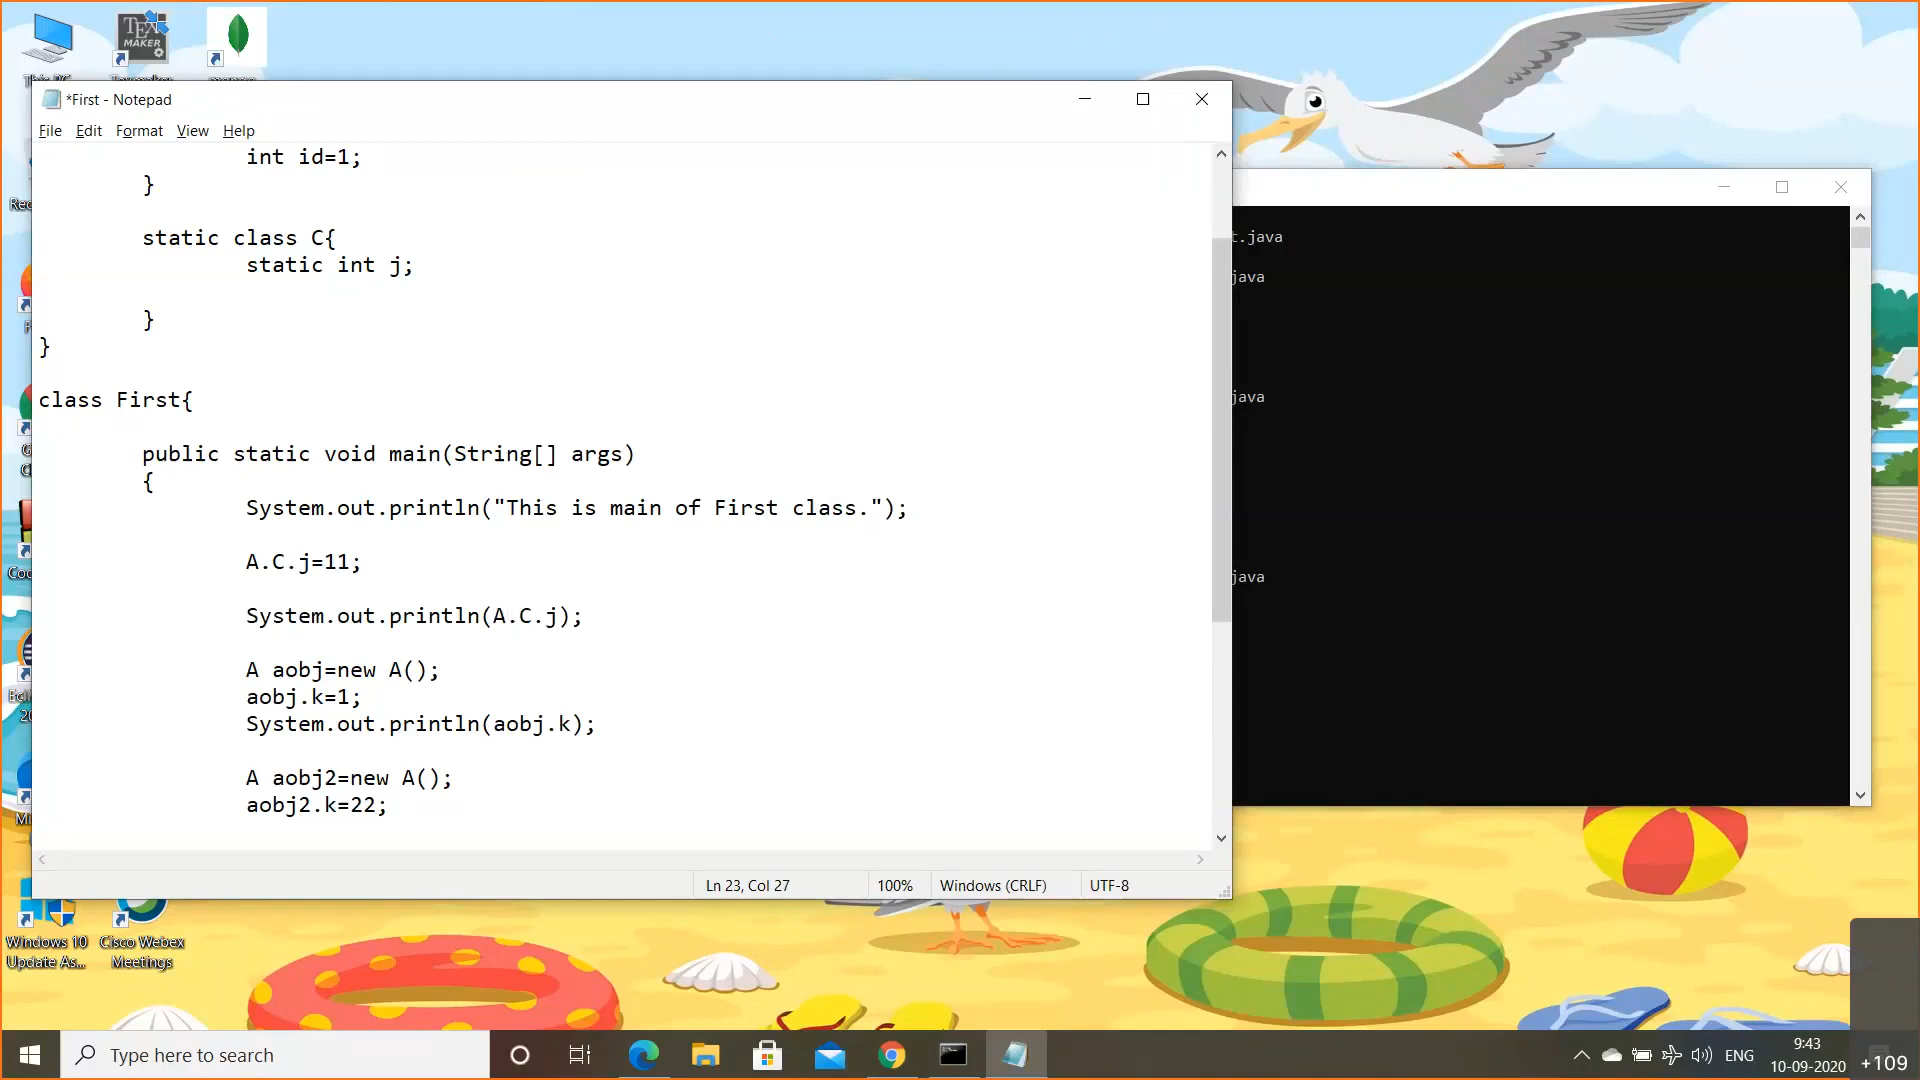 TEX
MAKER
*First - Notepad
File Edit Format View Help
int id=1;
}
static class C{
static int j;
}
}
class First{
public static void main(String[] args)
{
System.out.println("This is main of First class.");
A.C.j=11;
System.out.println(A.C.j);
A aobj=new A();
aobj.k=1;
System.out.println(aobj.k);
A aobj2=new A();
aobj2.k=22;
Ln 23, Col 27
100%
Windows (CRLF)
UTF-8
t.java
java
java
java
Windows 10
Update As...
Cisco Webex
Meetings
Type here to search
ENG
9:43
10-09-2020
+109